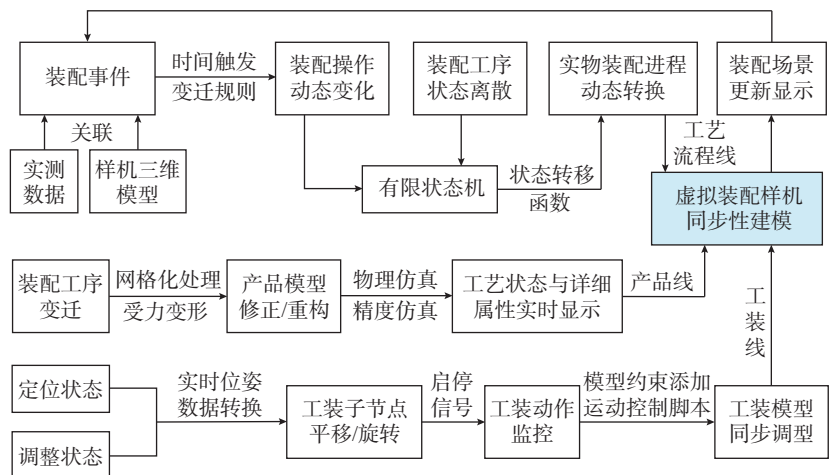 装配事件
时间触发
变迁规则
装配操作
动态变化
装配工序
状态离散
实物装配进程
动态转换
装配场景
更新显示
关联
实测
数据
样机三维
模型
有限状态机
状态转移
函数
工艺
流程线
虚拟装配样机
同步性建模
装配工序
变迁
网格化处理
受力变形
产品模型
修正/重构
物理仿真
精度仿真
工艺状态与详细
属性实时显示
产品线
工装
线
定位状态
调整状态
实时位姿
数据转换
工装子节点
平移/旋转
启停
信号
工装动作
监控
模型约束添加
运动控制脚本
工装模型
同步调型